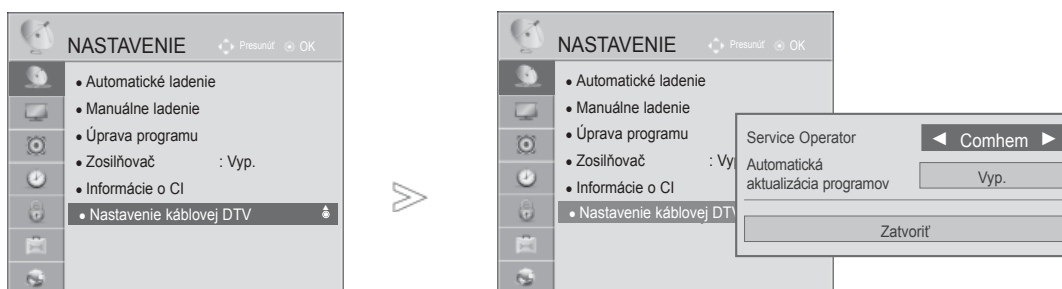 NASTAVENIE
Presunúť OK
• Automatické ladenie
• Manuálne ladenie
• Úprava programu
• Zosilňovač : Vyp.
• Informácie o CI
• Nastavenie káblovej DTV
NASTAVENIE
Presunúť OK
• Automatické ladenie
• Manuálne ladenie
• Úprava programu
• Zosilňovač : Vy
• Informácie o CI
• Nastavenie káblovej DTV
Service Operator ◄ Comhem ►
Automatická
aktualizácia programov Vyp.
Zatvoriť